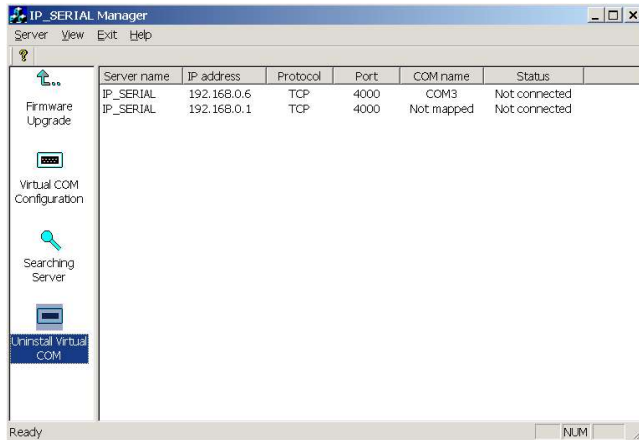 IP_SERIAL Manager
Server View Exit Help
Firmware
Upgrade
Virtual COM
Configuration
Searching
Server
Uninstall Virtual
COM
Server name IP address Protocol Port COM name Status
IP_SERIAL 192.168.0.6 TCP 4000 COM3 Not connected
IP_SERIAL 192.168.0.1 TCP 4000 Not mapped Not connected
Ready NUM